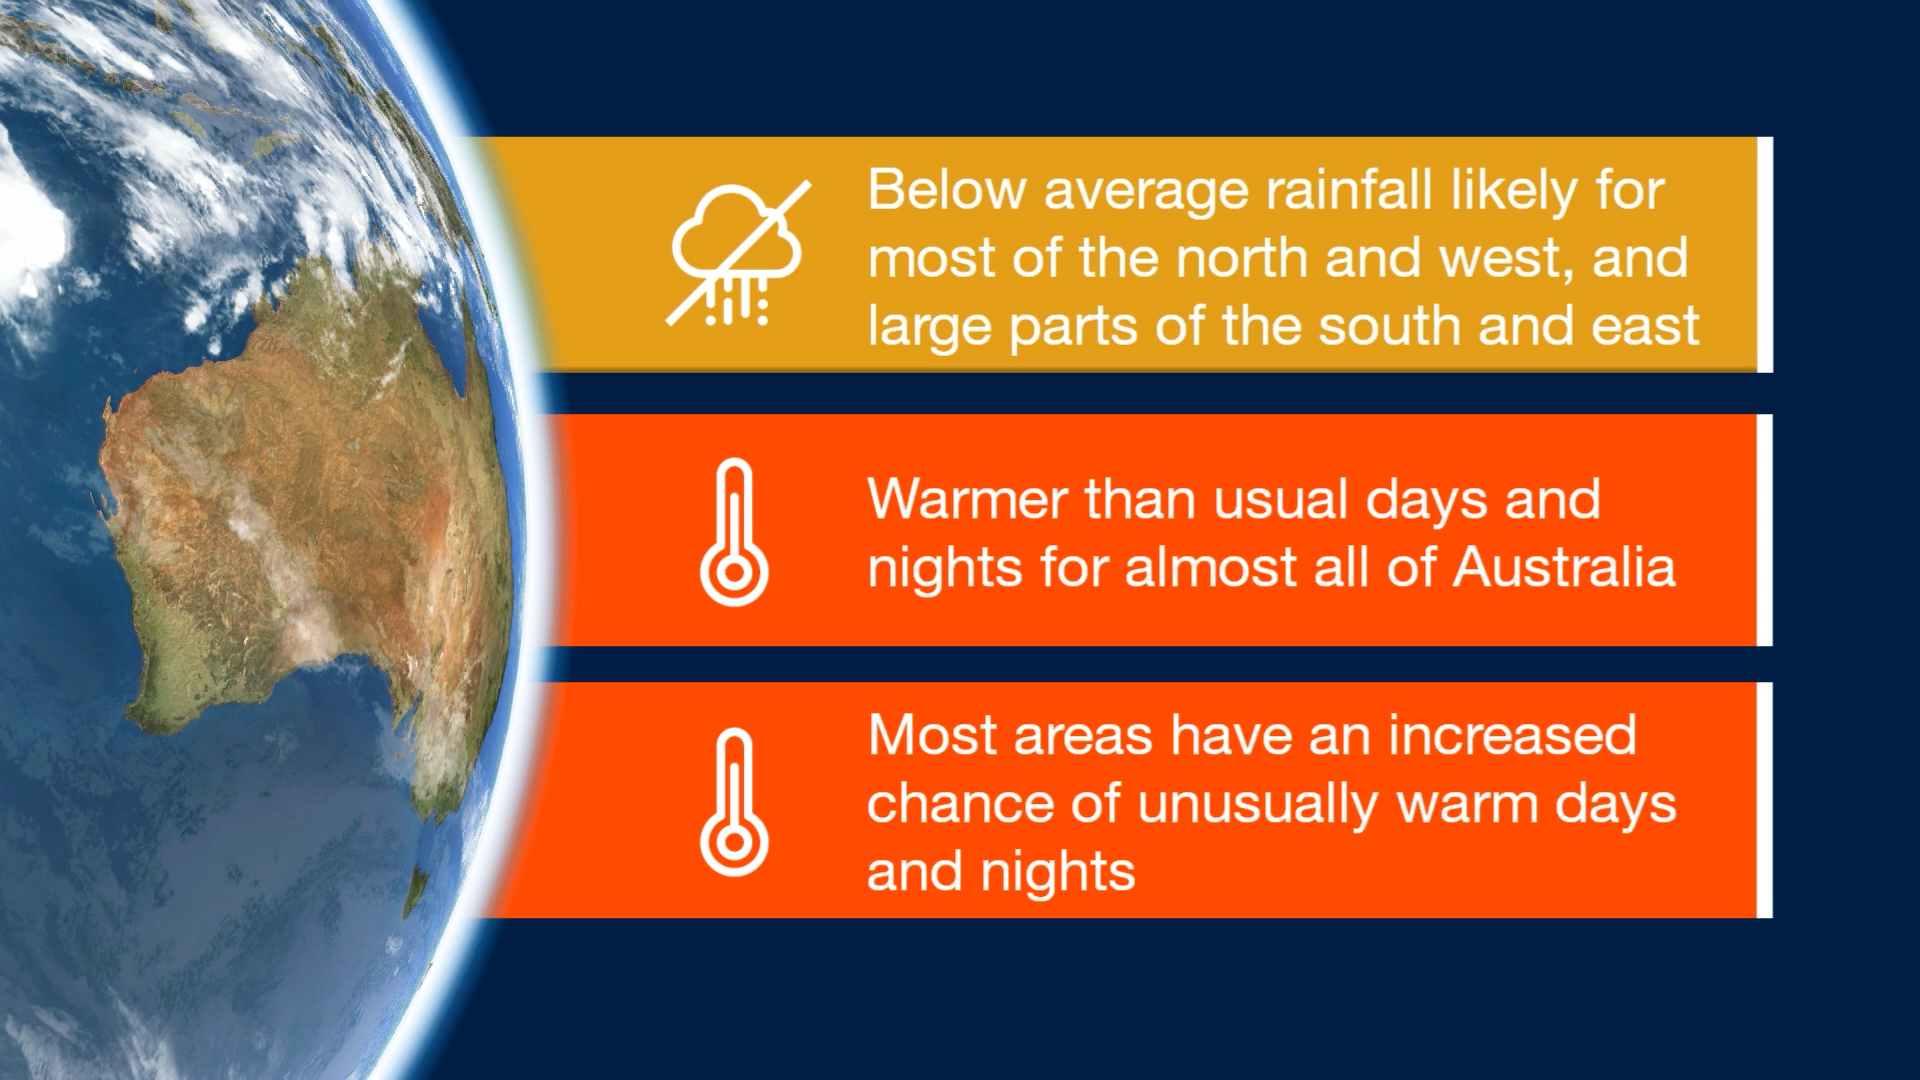 Below average rainfall likely for
most of the north and west, and
large parts of the south and east
Warmer than usual days and
nights for almost all of Australia
Most areas have an increased
chance of unusually warm days
and nights